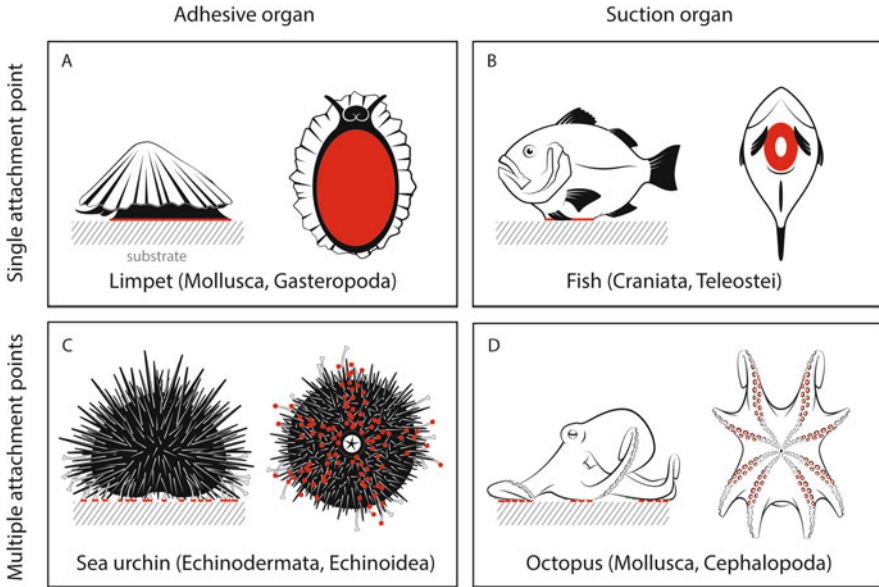 Adhesive organ
Suction organ
Single attachment point
A
substrate
Limpet (Mollusca, Gasteropoda)
B
Fish (Craniata, Teleostei)
Multiple attachment points
C
Sea urchin (Echinodermata, Echinoidea)
D
Octopus (Mollusca, Cephalopoda)